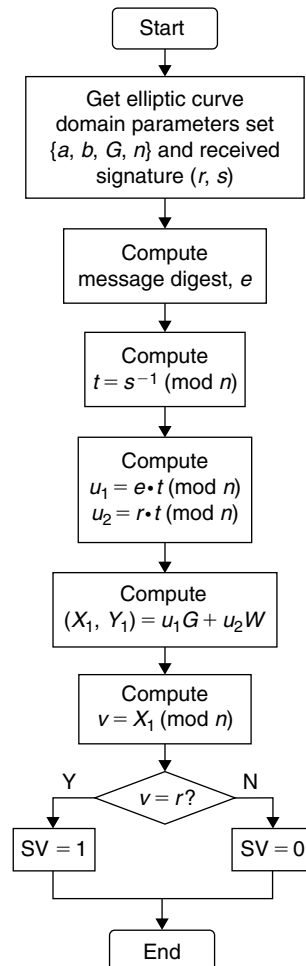 Start
Get elliptic curve
domain parameters set
{a, b, G, n} and received
signature (r, s)
Compute
message digest, e
Compute
t = s⁻¹ (mod n)
Compute
u₁ = e•t (mod n)
u₂ = r•t (mod n)
Compute
(X₁, Y₁) = u₁G + u₂W
Compute
v = X₁ (mod n)
Y
v = r?
N
SV = 1
SV = 0
End